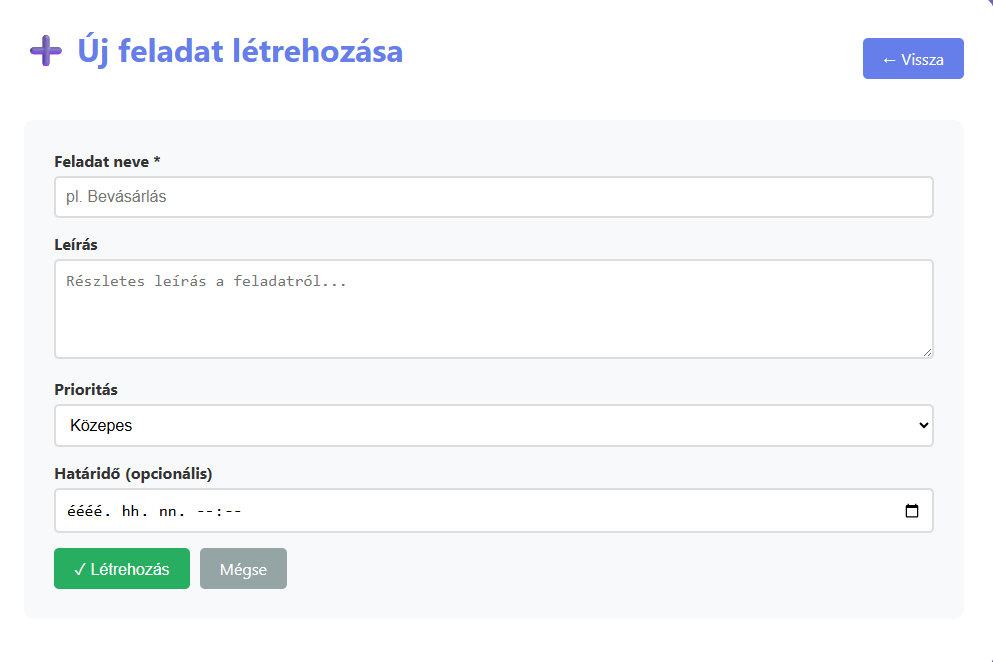 Új feladat létrehozása
← Vissza
Feladat neve *
pl. Bevásárlás
Leírás
Részletes leírás a feladatról...
Prioritás
Közepes
Határidő (opcionális)
éééé. hh. nn. --:--
✓ Létrehozás
Mégse